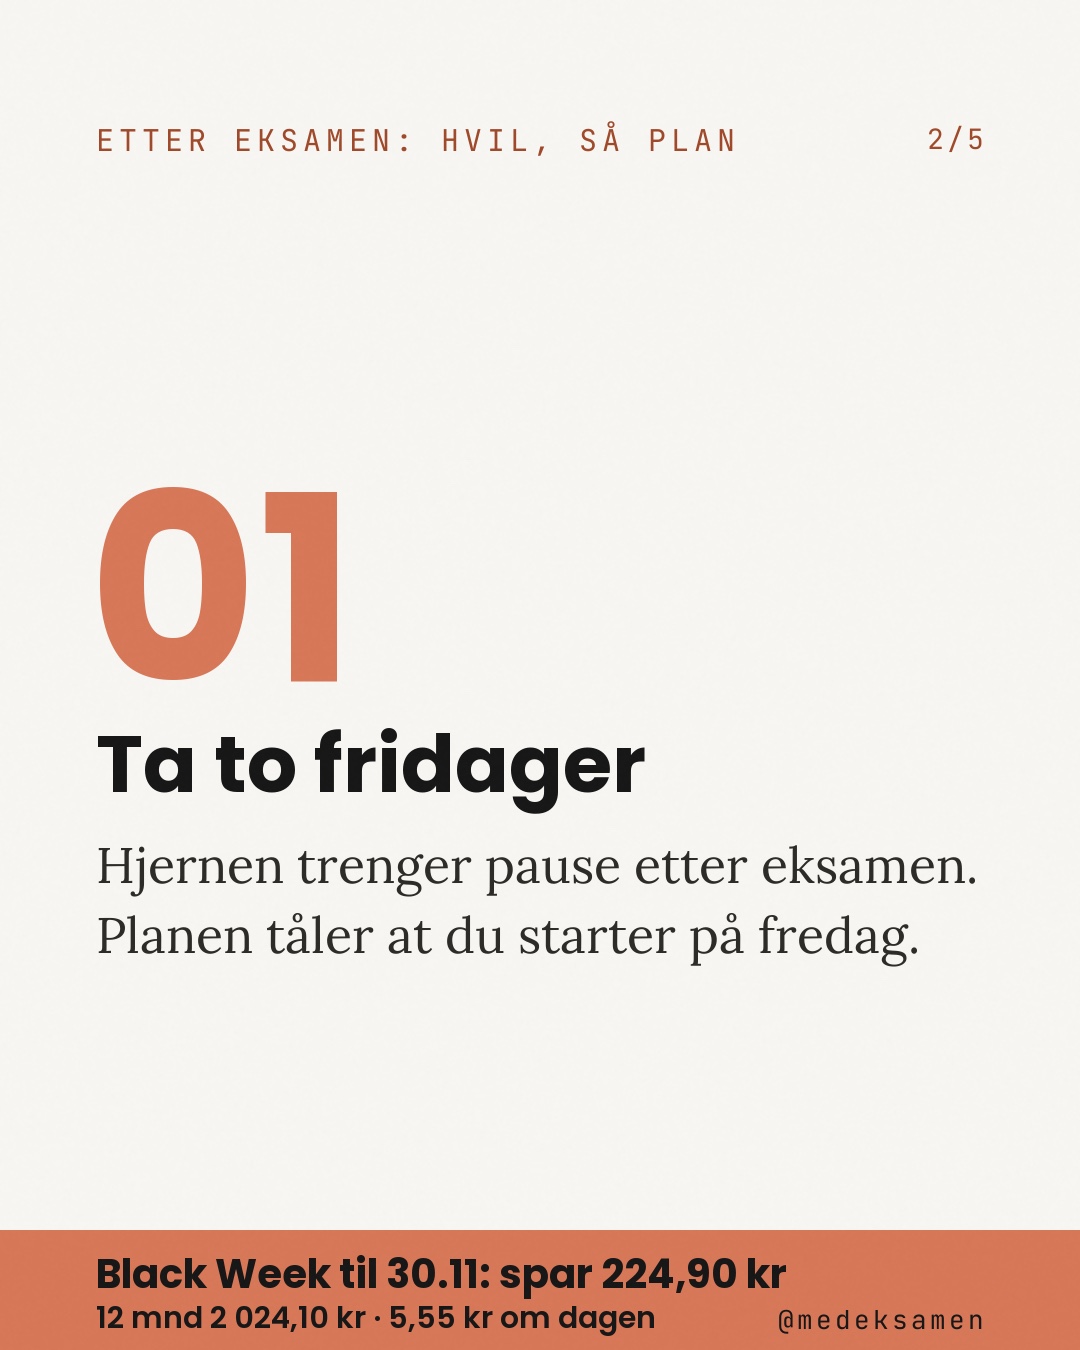 ETTER EKSAMEN: HVIL, SÅ PLAN
2/5
01
Ta to fridager
Hjernen trenger pause etter eksamen.
Planen tåler at du starter på fredag.
Black Week til 30.11: spar 224,90 kr
12 mnd 2 024,10 kr · 5,55 kr om dagen
@medeksamen